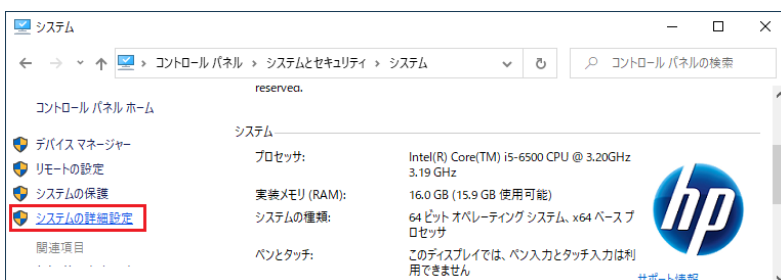 システム
コントロール パネル › システムとセキュリティ › システム
コントロール パネルの検索
reserved.
コントロール パネル ホーム
デバイス マネージャー
リモートの設定
システムの保護
システムの詳細設定
関連項目
システム
プロセッサ: Intel(R) Core(TM) i5-6500 CPU @ 3.20GHz
3.19 GHz
実装メモリ (RAM): 16.0 GB (15.9 GB 使用可能)
システムの種類: 64 ビット オペレーティング システム、x64 ベース プ
ロセッサ
ペンとタッチ: このディスプレイでは、ペン入力とタッチ入力は利
用できません
hp
サポート情報